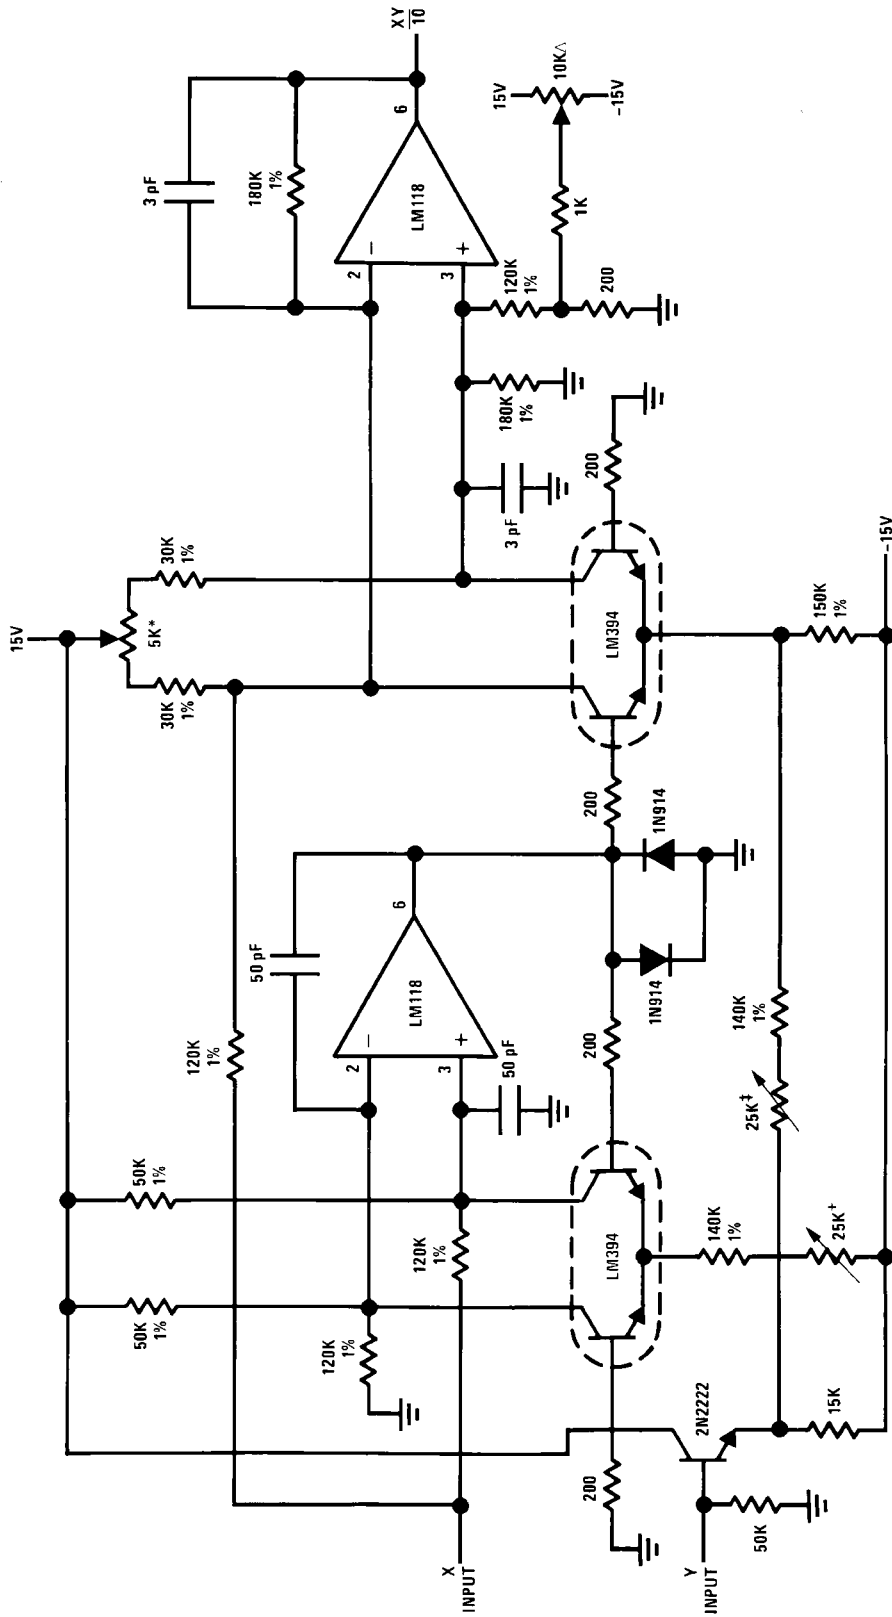 15V
XY
10
3 pF
180K
1%
6
LM118
2
3
−
+
15V
10KΔ
-15V
1K
120K
1%
200
180K
1%
3 pF
200
5K*
30K
1%
30K
1%
LM394
150K
1%
-15V
200
1N914
1N914
50 pF
6
LM118
2
3
−
+
50 pF
120K
1%
200
140K
1%
25K‡
50K
1%
50K
1%
120K
1%
120K
1%
LM394
140K
1%
25K+
2N2222
15K
200
50K
X
INPUT
Y
INPUT